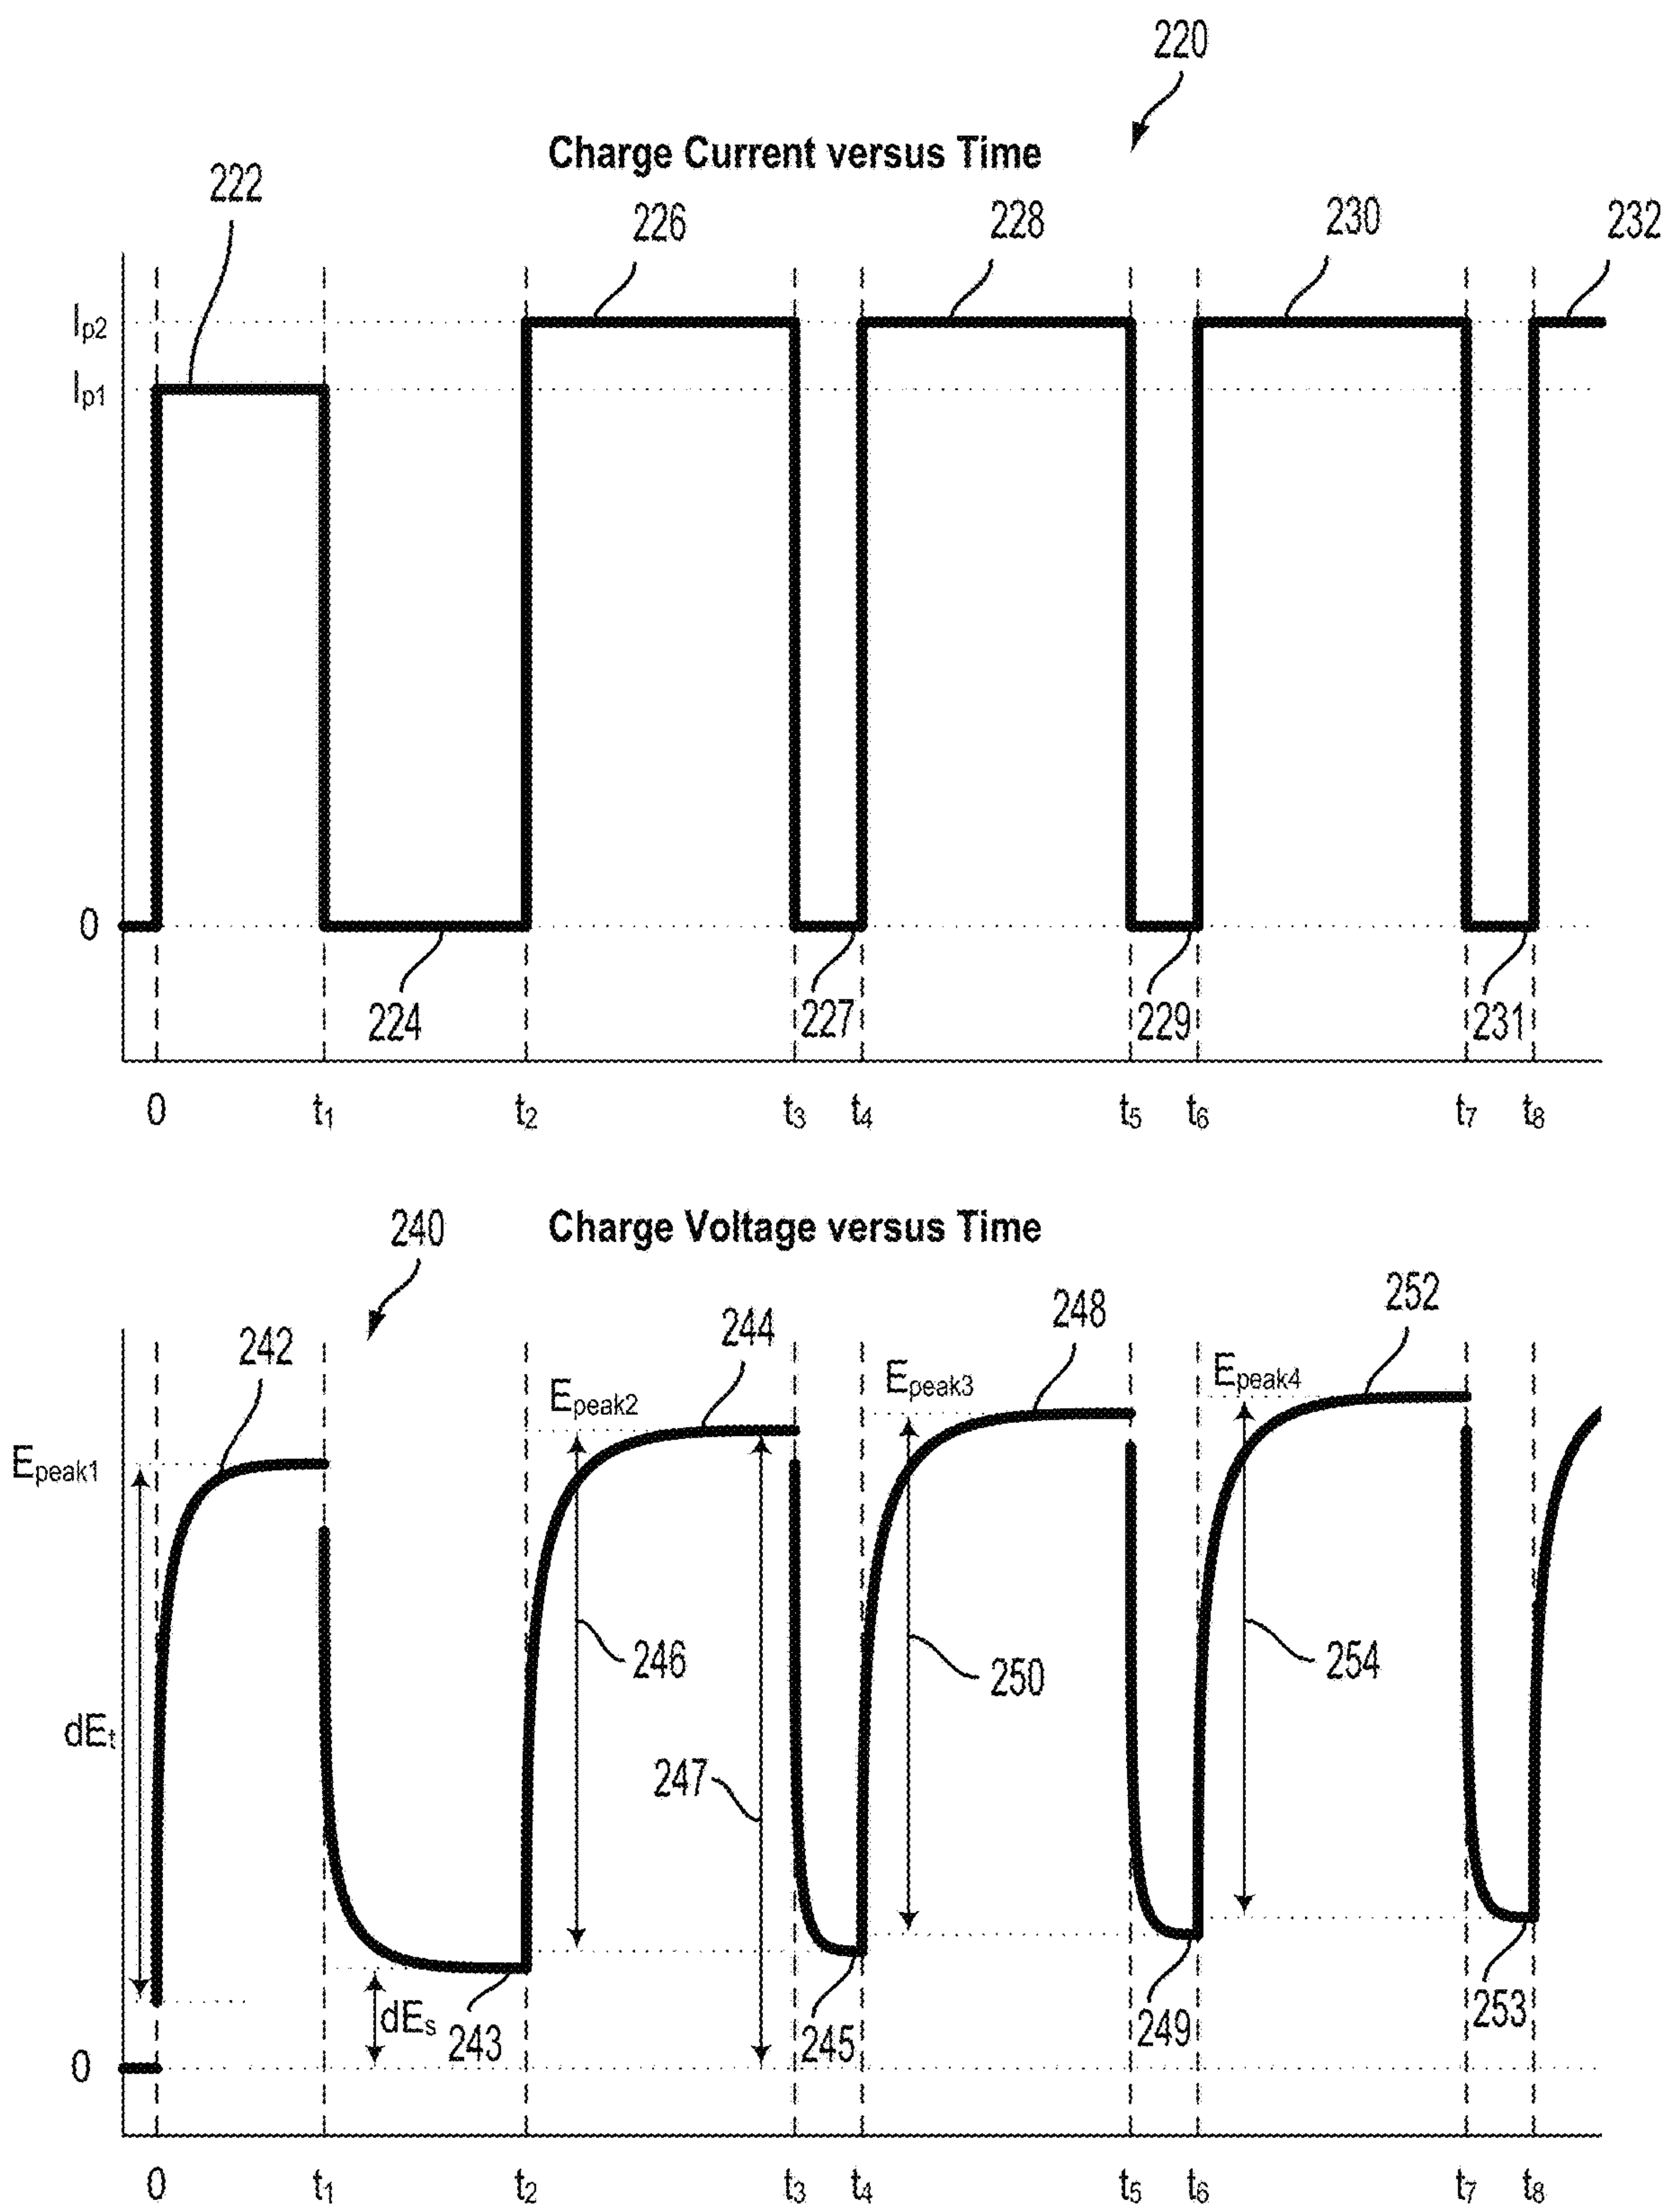 220
Charge Current versus Time
222
226
228
230
232
Ip2
Ip1
0
224
227
229
231
0 t1 t2 t3 t4 t5 t6 t7 t8
240
Charge Voltage versus Time
242
244
248
252
Epeak1
Epeak2
Epeak3
Epeak4
246
250
254
dEt
247
dEs
243
245
249
253
0
0 t1 t2 t3 t4 t5 t6 t7 t8